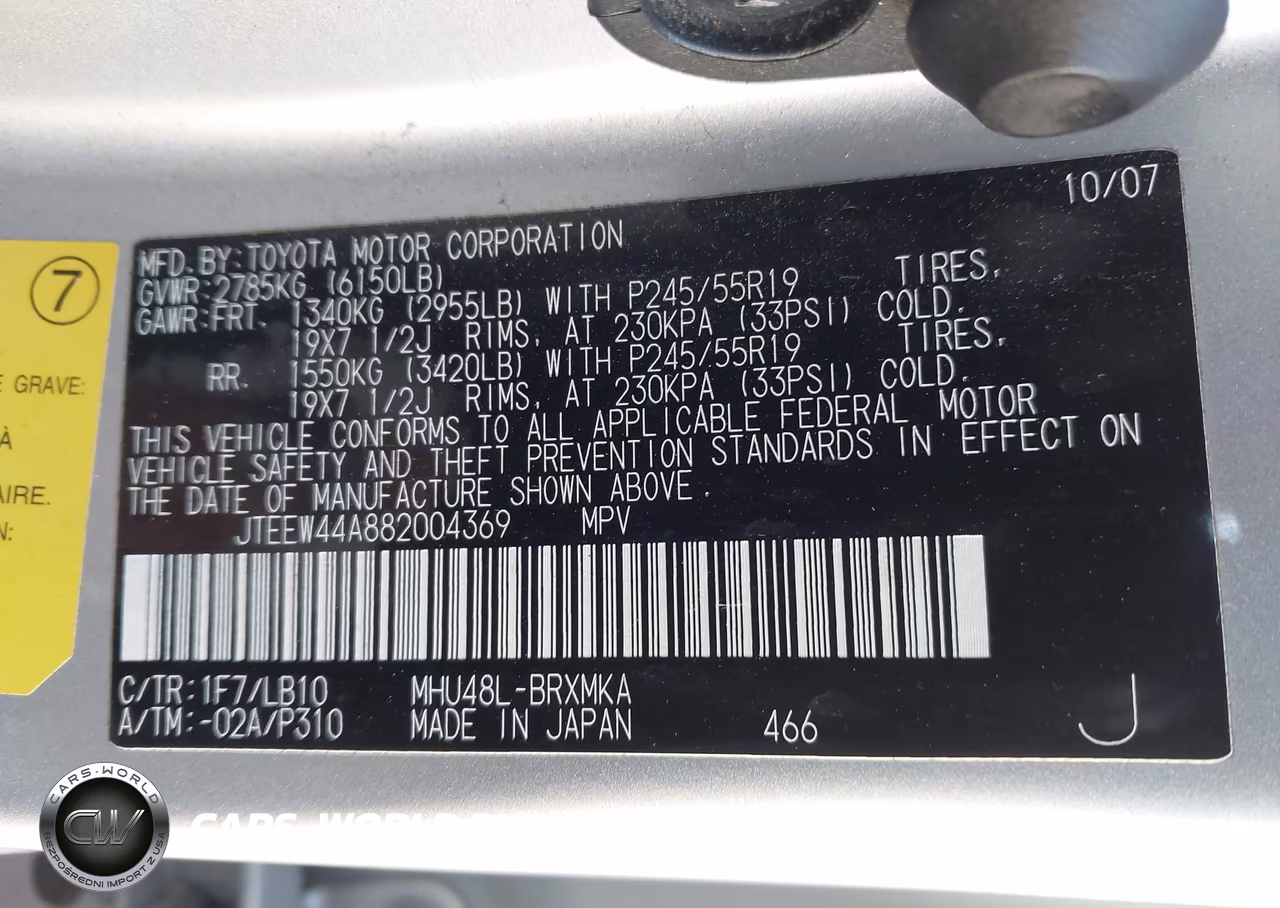 10/07
MFD. BY: TOYOTA MOTOR CORPORATION
GVWR: 2785KG (6150LB)
GAWR: FRT. 1340KG (2955LB) WITH P245/55R19 TIRES,
19X7 1/2J RIMS, AT 230KPA (33PSI) COLD.
RR. 1550KG (3420LB) WITH P245/55R19 TIRES,
19X7 1/2J RIMS, AT 230KPA (33PSI) COLD.
THIS VEHICLE CONFORMS TO ALL APPLICABLE FEDERAL MOTOR
VEHICLE SAFETY AND THEFT PREVENTION STANDARDS IN EFFECT ON
THE DATE OF MANUFACTURE SHOWN ABOVE.
JTEEW44A882004369 MPV
C/TR: 1F7/LB10 MHU48L-BRXMKA
A/TM: -02A/P310 MADE IN JAPAN 466 J
7
E GRAVE:
À
AIRE.
N:
CARS-WORLD
CW
BEZPOŚREDNI IMPORT Z USA